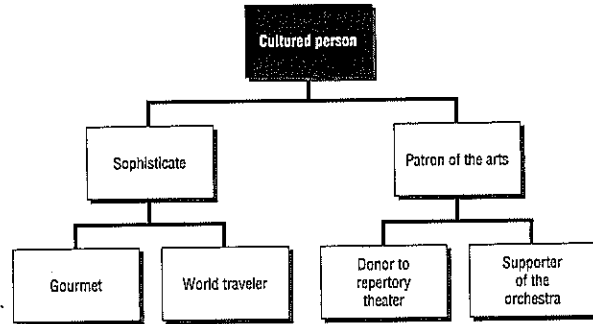 Cultured person
Sophisticate
Patron of the arts
Gourmet
World traveler
Donor to
repertory
theater
Supporter
of the
orchestra